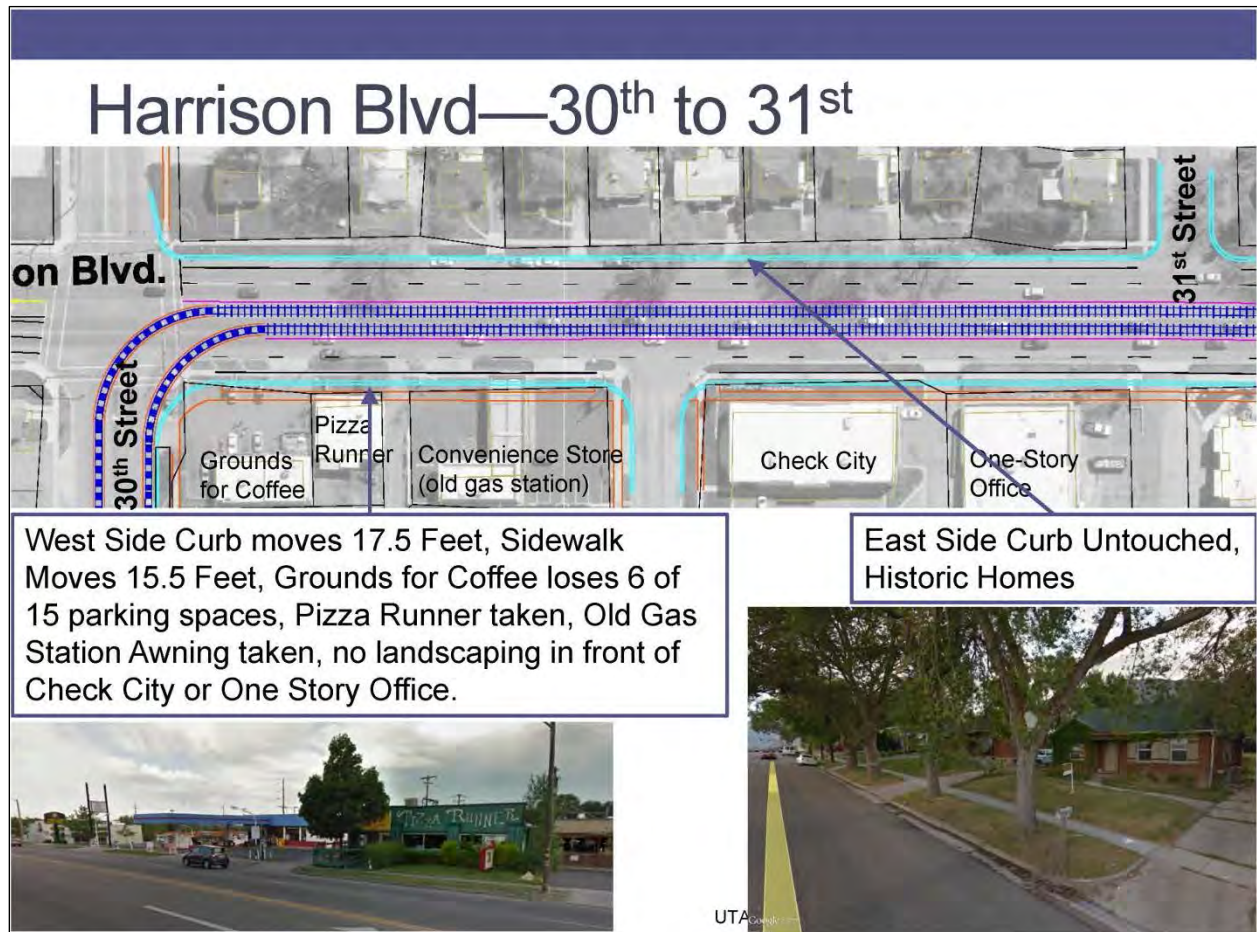 Harrison Blvd—30th to 31st
on Blvd.
31st Street
30th Street
Grounds
for Coffee
Pizza
Runner
Convenience Store
(old gas station)
Check City
One-Story
Office
West Side Curb moves 17.5 Feet, Sidewalk
Moves 15.5 Feet, Grounds for Coffee loses 6 of
15 parking spaces, Pizza Runner taken, Old Gas
Station Awning taken, no landscaping in front of
Check City or One Story Office.
East Side Curb Untouched,
Historic Homes
PIZZA RUNNER
UTA
Google